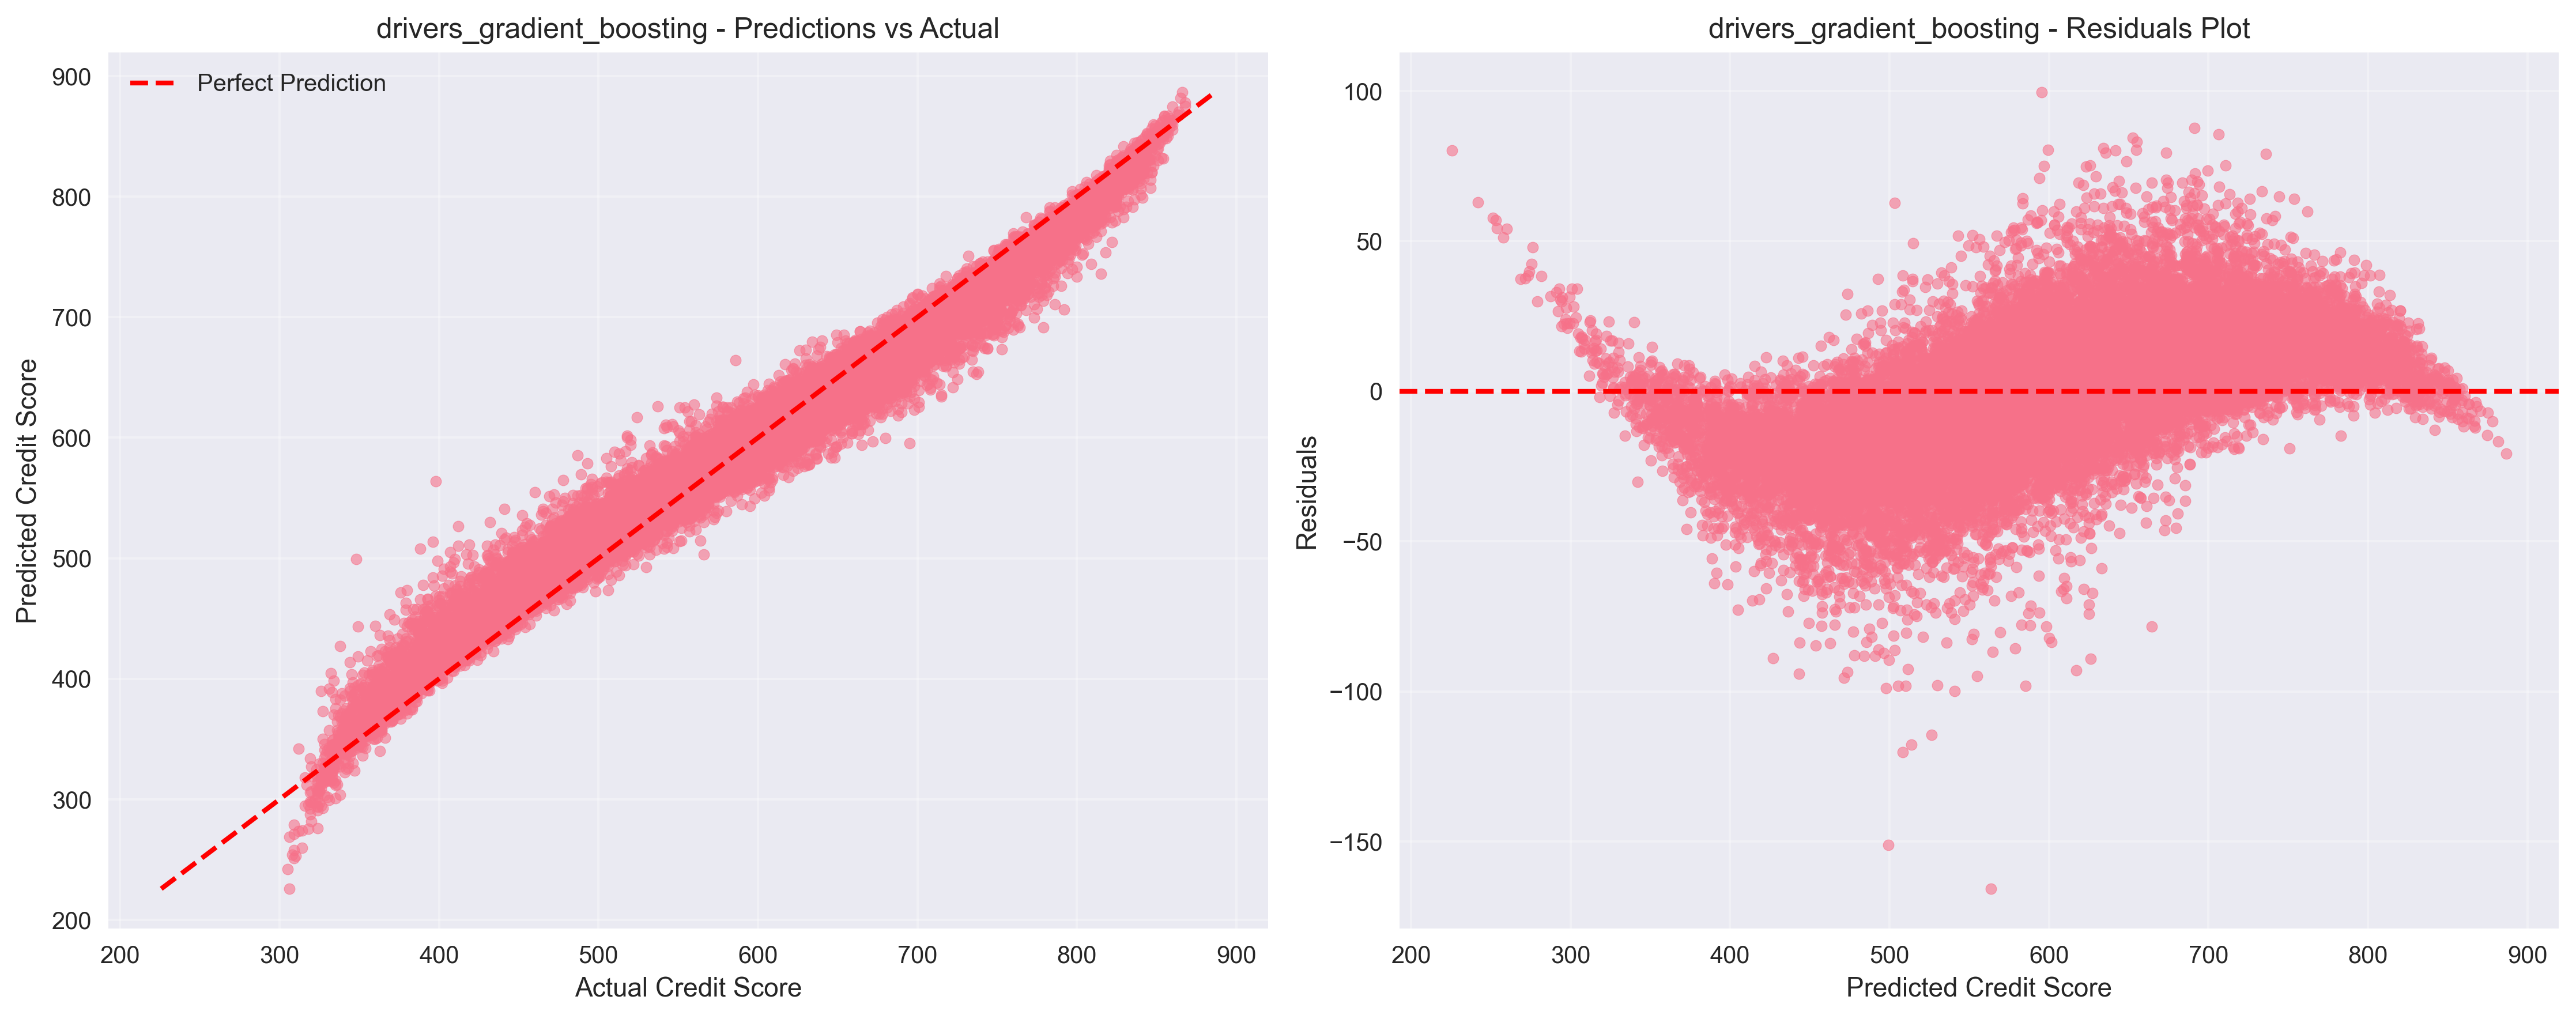 drivers_gradient_boosting - Predictions vs Actual
Perfect Prediction
900
800
700
600
500
400
300
200
Predicted Credit Score
200 300 400 500 600 700 800 900
Actual Credit Score
drivers_gradient_boosting - Residuals Plot
100
50
0
−50
−100
−150
Residuals
200 300 400 500 600 700 800 900
Predicted Credit Score